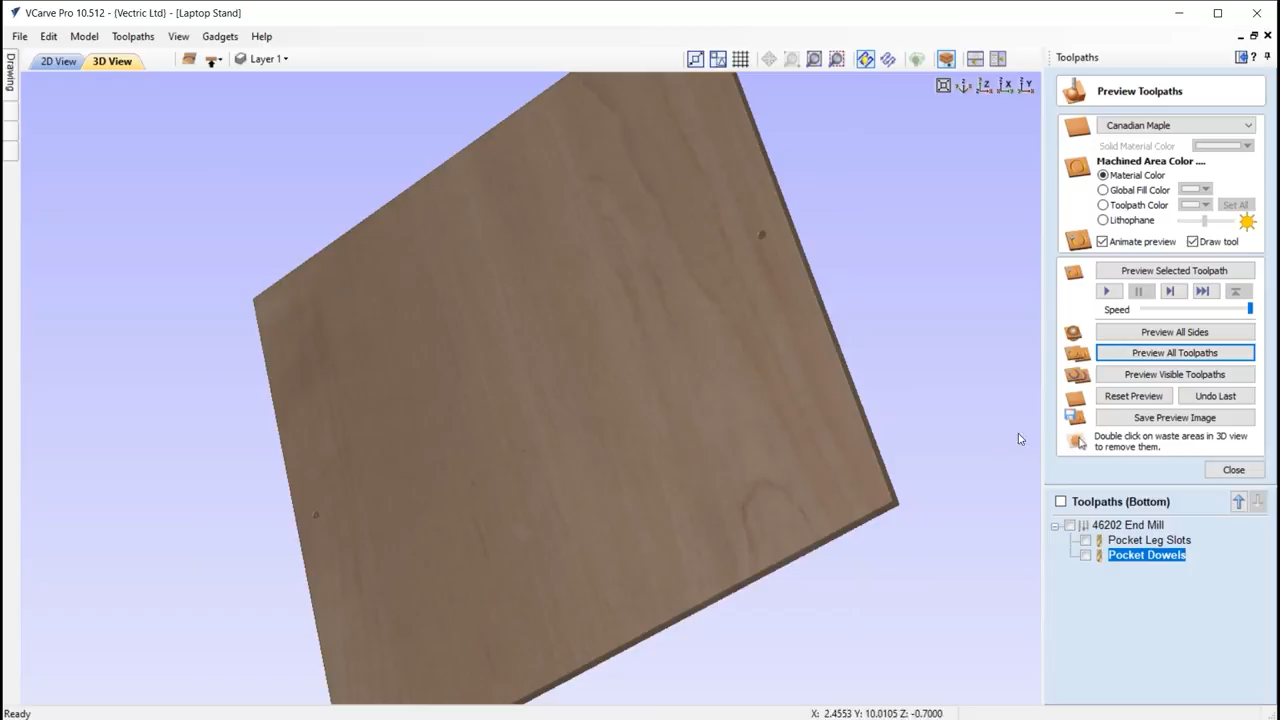 VCarve Pro 10.512 - {Vectric Ltd} - [Laptop Stand]
File Edit Model Toolpaths View Gadgets Help
Drawing
2D View 3D View Layer 1
Z X Y
Toolpaths ?
Preview Toolpaths
Canadian Maple
Solid Material Color
Machined Area Color ....
Material Color
Global Fill Color
Toolpath Color Set All
Lithophane
Animate preview Draw tool
Preview Selected Toolpath
Speed
Preview All Sides
Preview All Toolpaths
Preview Visible Toolpaths
Reset Preview Undo Last
Save Preview Image
Double click on waste areas in 3D view
to remove them.
Close
Toolpaths (Bottom)
46202 End Mill
Pocket Leg Slots
Pocket Dowels
Ready X: 2.4553 Y: 10.0105 Z: -0.7000